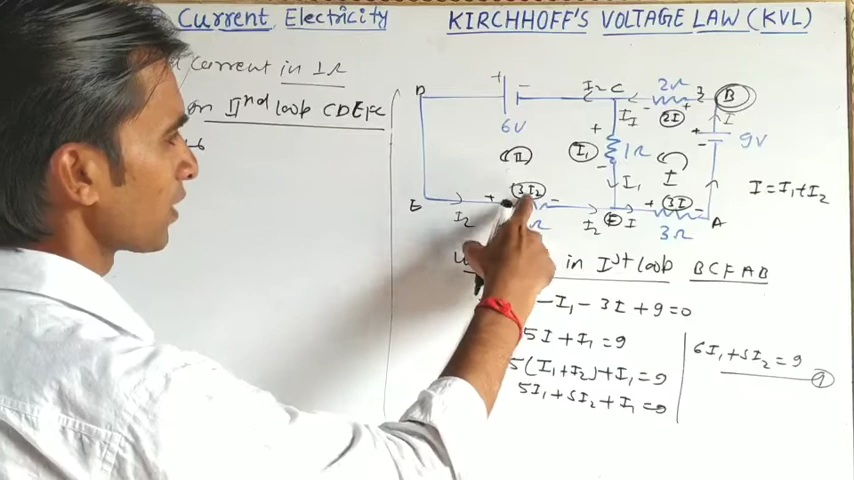 Current Electricity
KIRCHHOFF'S VOLTAGE LAW (KVL)
current in 1Ω
on IInd loop CDEFC
D
+ -
6V
I2 C
2Ω
- +
2I
B
I
I1
+
I1
-
1Ω
I1
+
-
9V
II
I
I = I1 + I2
E
I2
+ 3I2 -
I2
F
I
+ 3I -
3Ω
A
in Ist loop BCFAB
-I1 - 3I + 9 = 0
5I + I1 = 9
5(I1 + I2) + I1 = 9
5I1 + 5I2 + I1 = 9
6I1 + 5I2 = 9
1